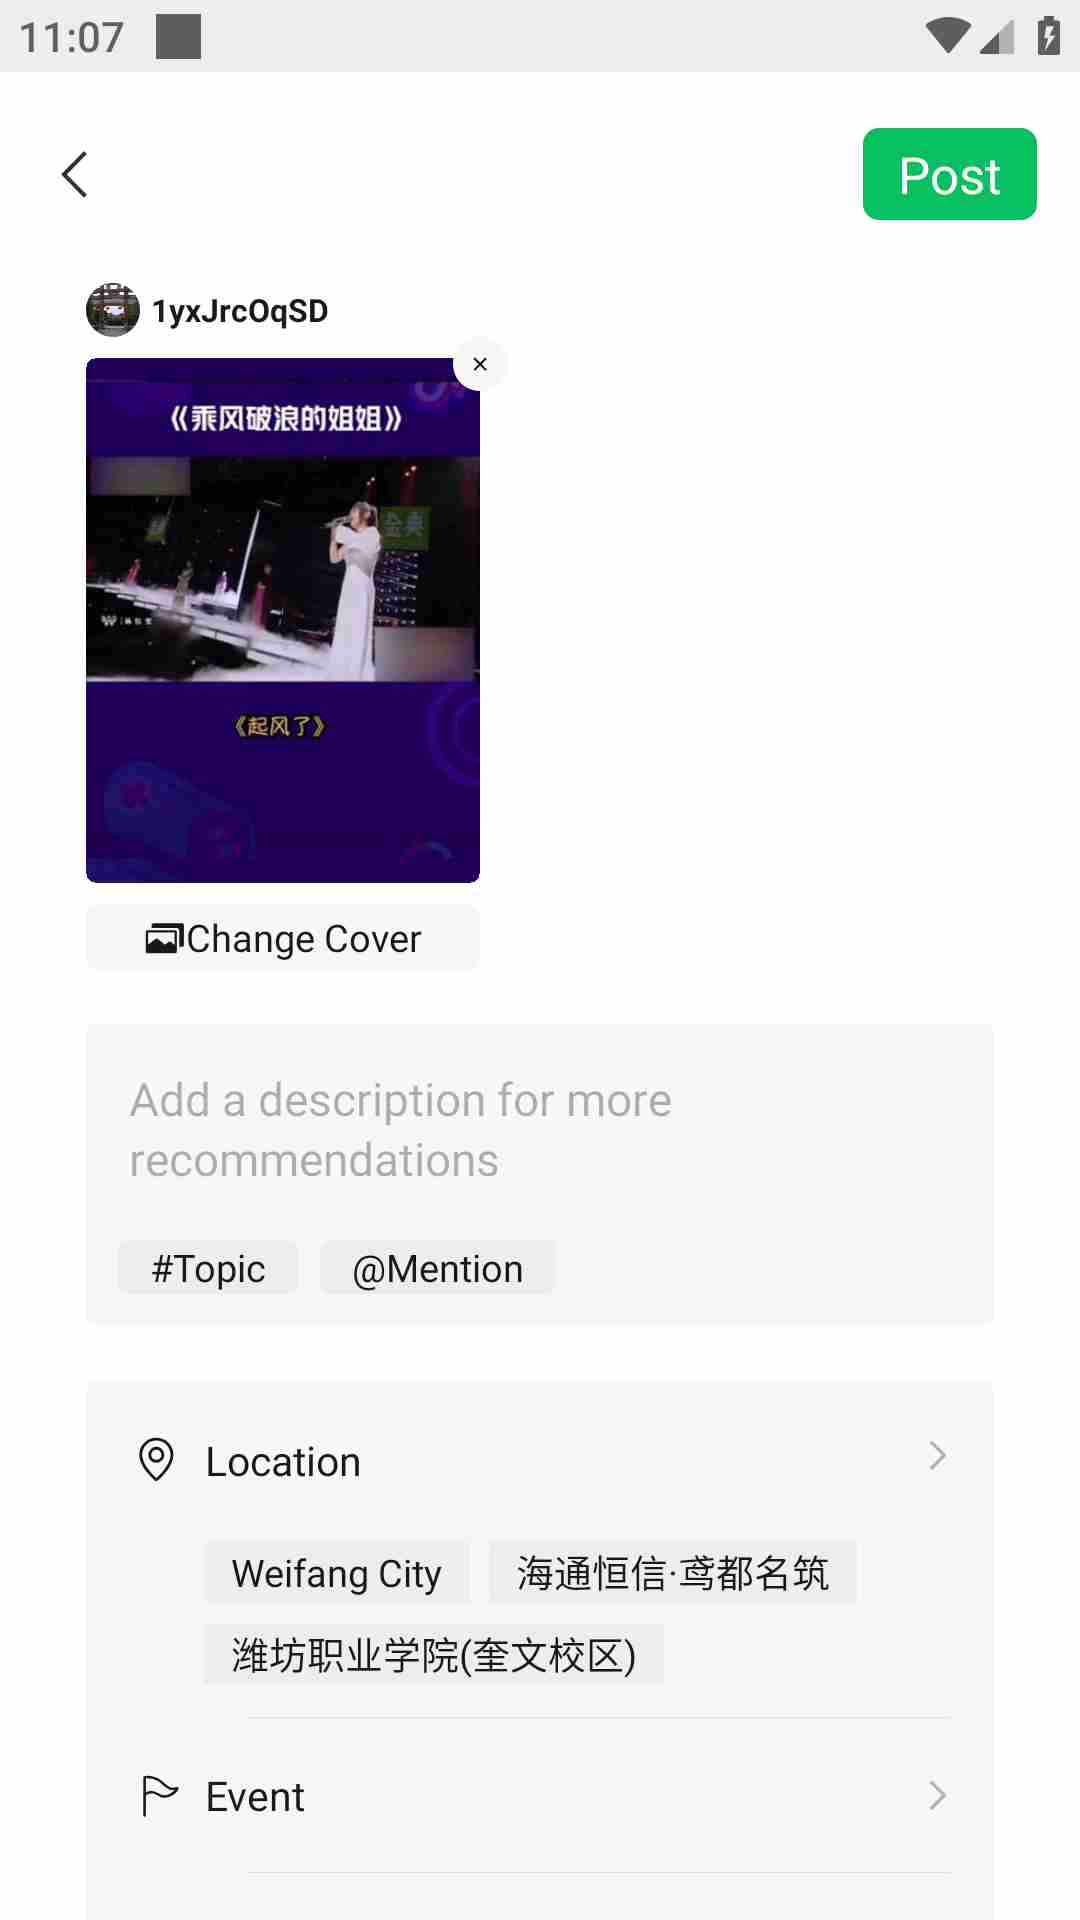 11:07
Post
1yxJrcOqSD
《乘风破浪的姐姐》
金典
《起风了》
Change Cover
Add a description for more
recommendations
#Topic @Mention
Location
Weifang City 海通恒信·鸢都名筑
潍坊职业学院(奎文校区)
Event